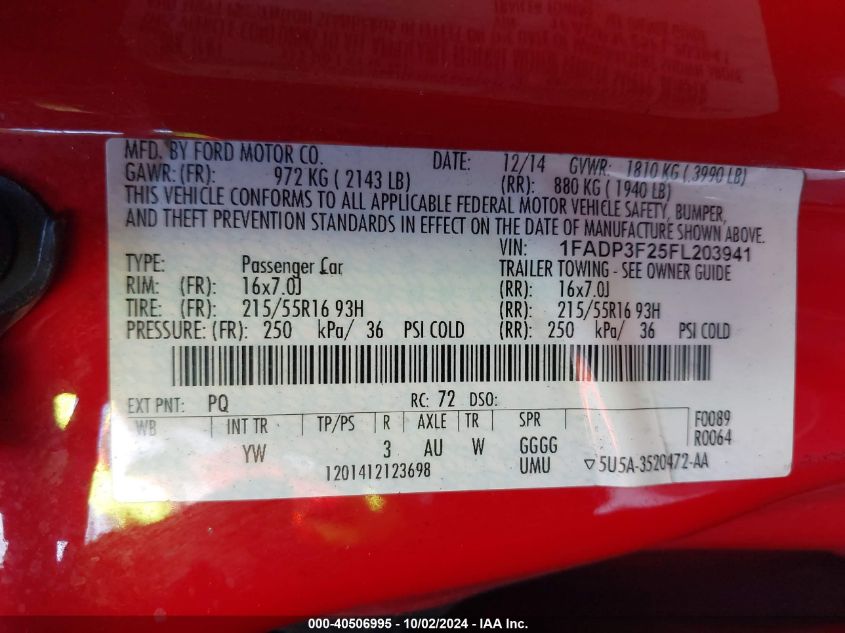 MFD. BY FORD MOTOR CO. DATE: 12/14 GVWR: 1810 KG ( 3990 LB)
GAWR: (FR): 972 KG ( 2143 LB) (RR): 880 KG ( 1940 LB)
THIS VEHICLE CONFORMS TO ALL APPLICABLE FEDERAL MOTOR VEHICLE SAFETY, BUMPER,
AND THEFT PREVENTION STANDARDS IN EFFECT ON THE DATE OF MANUFACTURE SHOWN ABOVE.
VIN: 1FADP3F25FL203941
TYPE: Passenger Car TRAILER TOWING - SEE OWNER GUIDE
RIM: (FR): 16x7.0J (RR): 16x7.0J
TIRE: (FR): 215/55R16 93H (RR): 215/55R16 93H
PRESSURE: (FR): 250 kPa/ 36 PSI COLD (RR): 250 kPa/ 36 PSI COLD
EXT PNT: PQ RC: 72 DSO:
WB INT TR TP/PS R AXLE TR SPR F0089
YW 3 AU W GGGG R0064
1201412123698 UMU ▽5U5A-3520472-AA
000-40506995 - 10/02/2024 - IAA Inc.